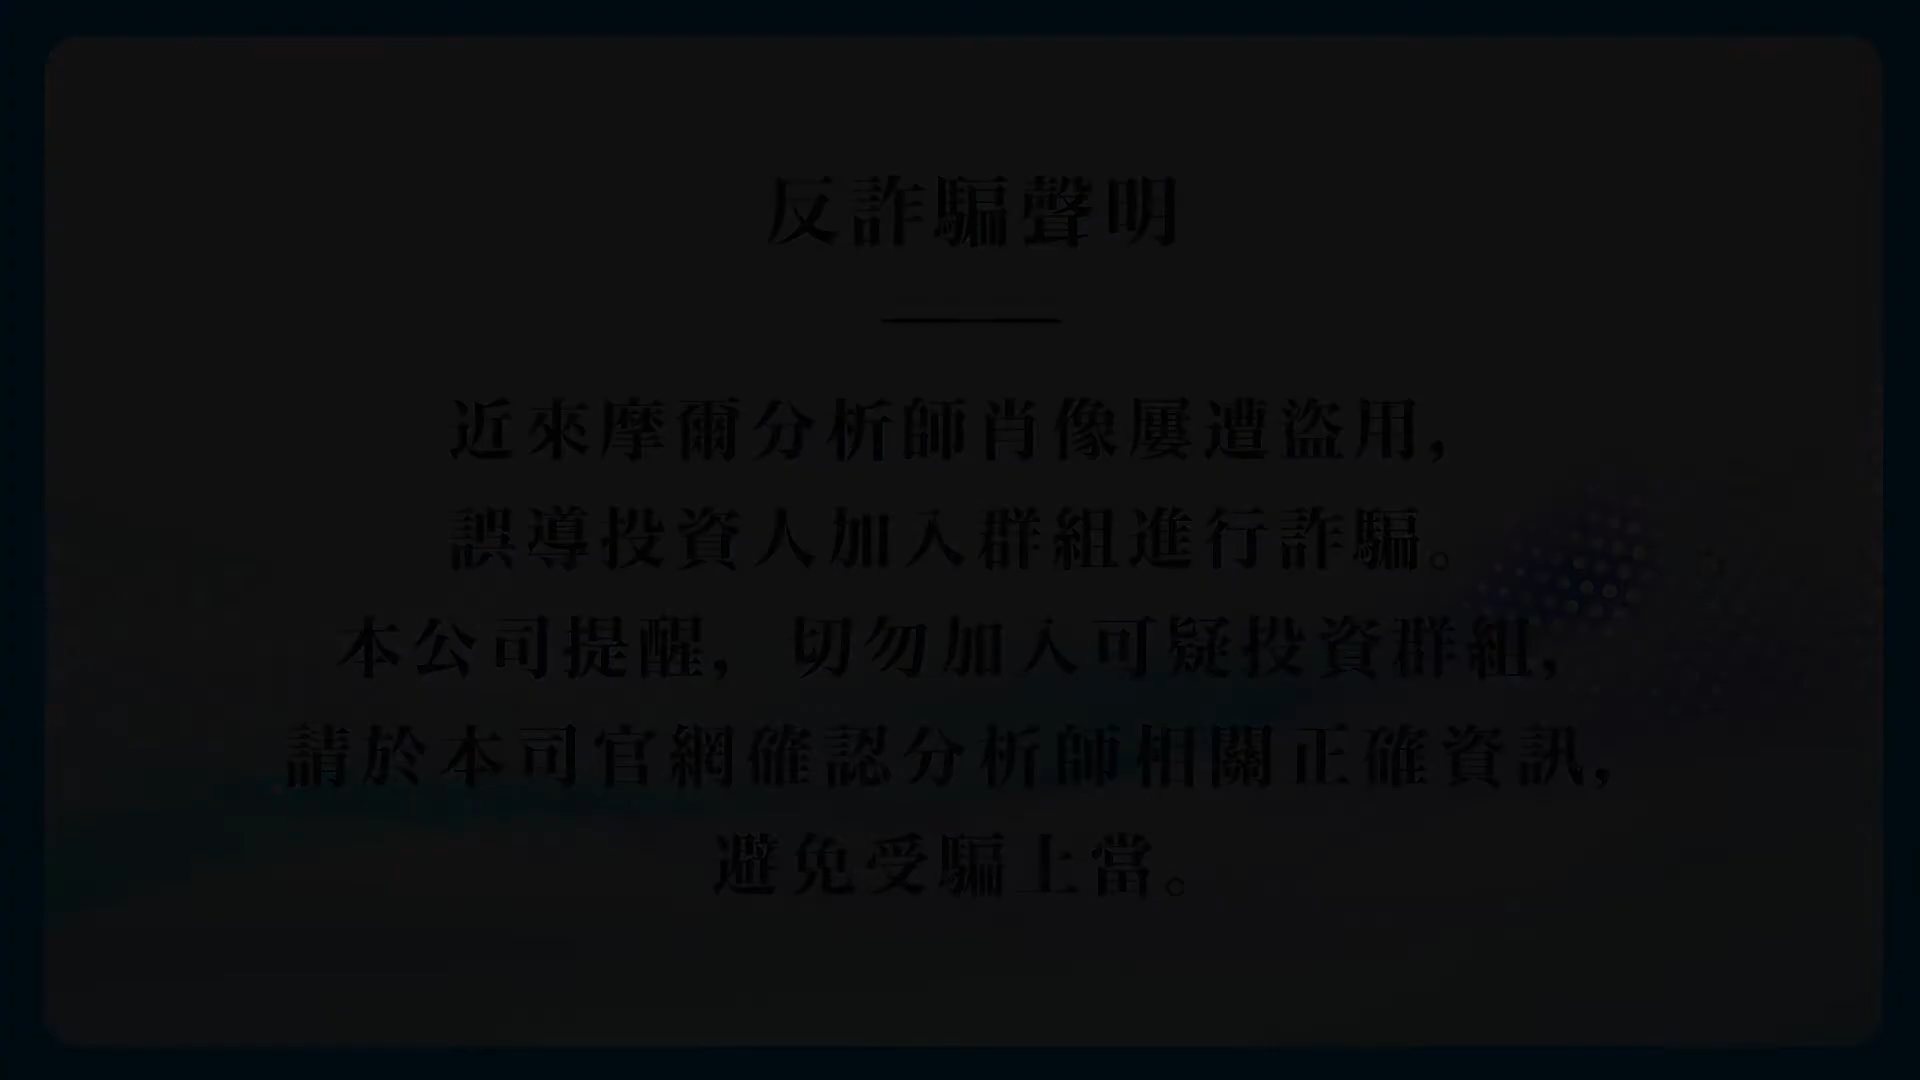 反詐騙聲明
近來摩爾分析師肖像屢遭盜用，
誤導投資人加入群組進行詐騙。
本公司提醒，切勿加入可疑投資群組，
請於本司官網確認分析師相關正確資訊，
避免受騙上當。